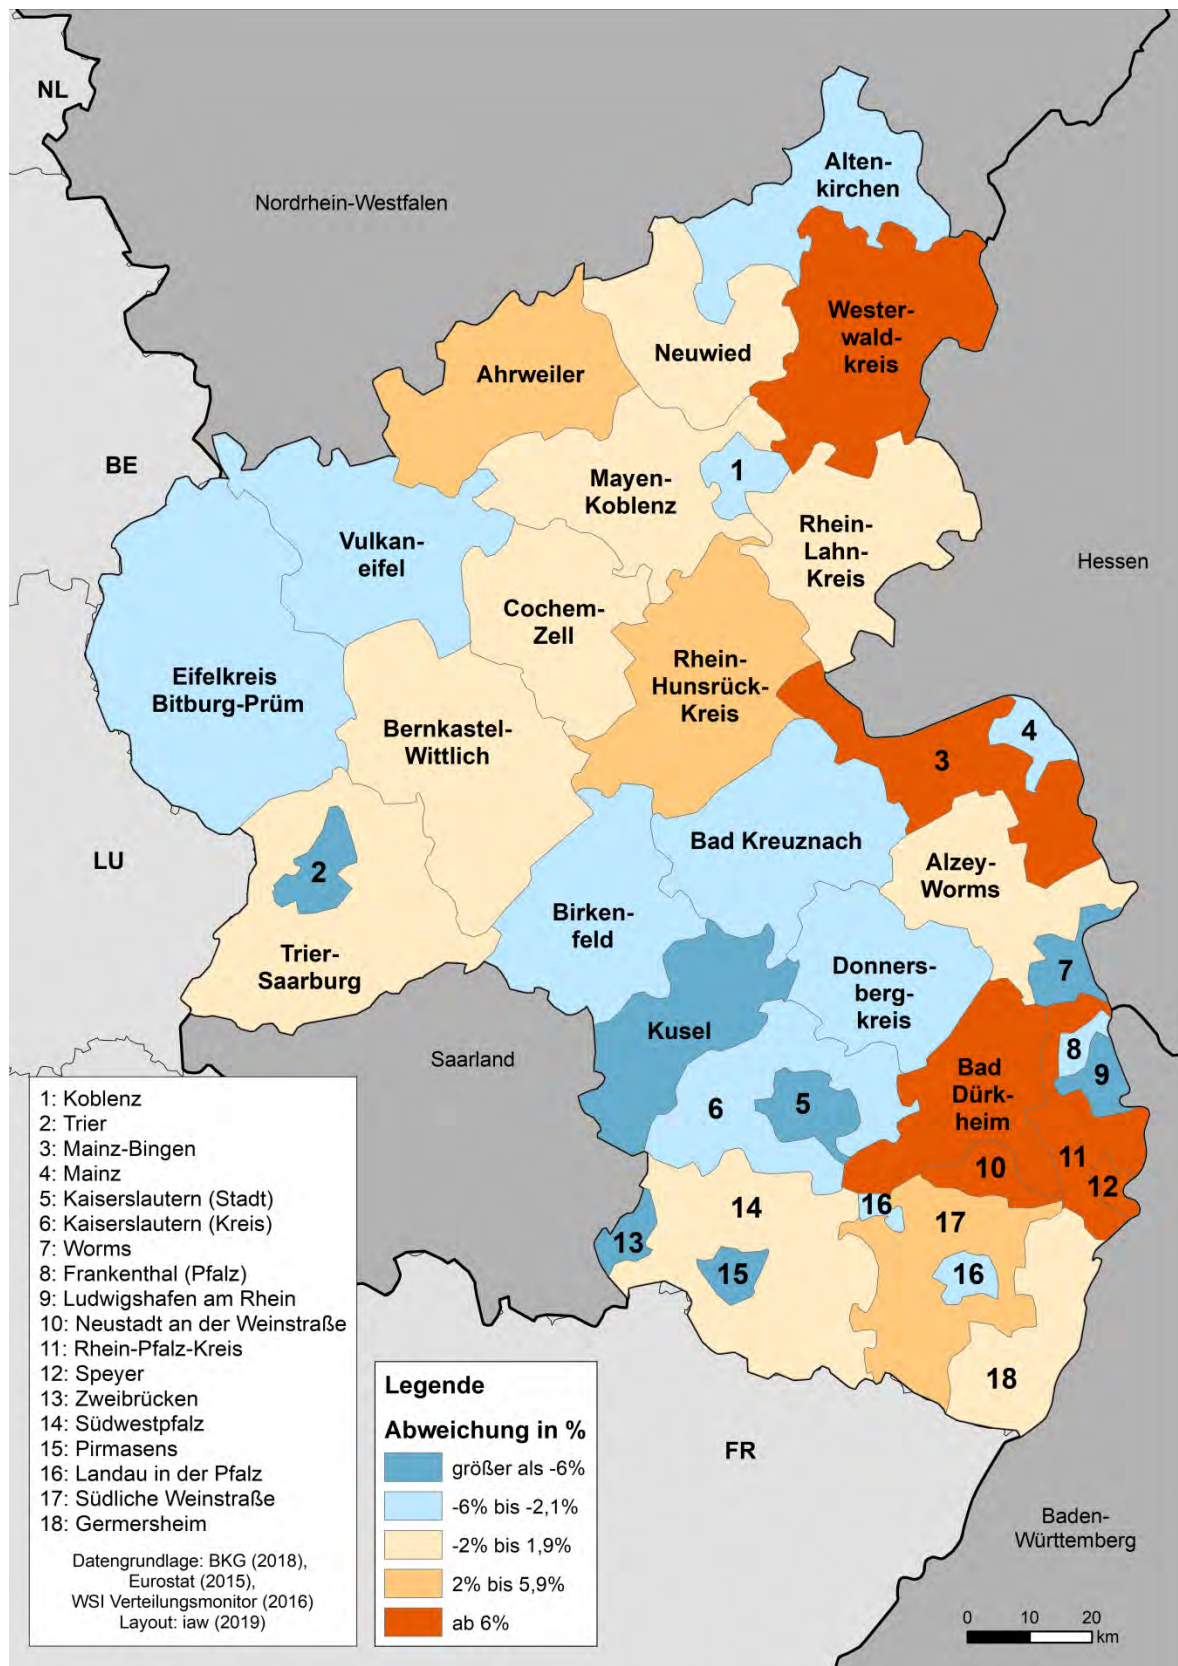 NL
Nordrhein-Westfalen
Alten-
kirchen
Wester-
wald-
kreis
Neuwied
Ahrweiler
BE
1
Mayen-
Koblenz
Rhein-
Lahn-
Kreis
Hessen
Vulkan-
eifel
Cochem-
Zell
Eifelkreis
Bitburg-Prüm
Rhein-
Hunsrück-
Kreis
Bernkastel-
Wittlich
4
3
LU
2
Bad Kreuznach
Alzey-
Worms
Birken-
feld
Trier-
Saarburg
Donners-
berg-
kreis
7
Kusel
Saarland
8
9
Bad
Dürk-
heim
6
5
10
11
12
14
16
17
13
15
16
18
1: Koblenz
2: Trier
3: Mainz-Bingen
4: Mainz
5: Kaiserslautern (Stadt)
6: Kaiserslautern (Kreis)
7: Worms
8: Frankenthal (Pfalz)
9: Ludwigshafen am Rhein
10: Neustadt an der Weinstraße
11: Rhein-Pfalz-Kreis
12: Speyer
13: Zweibrücken
14: Südwestpfalz
15: Pirmasens
16: Landau in der Pfalz
17: Südliche Weinstraße
18: Germersheim
Datengrundlage: BKG (2018),
Eurostat (2015),
WSI Verteilungsmonitor (2016)
Layout: iaw (2019)
Legende
Abweichung in %
größer als -6%
-6% bis -2,1%
-2% bis 1,9%
2% bis 5,9%
ab 6%
FR
Baden-
Württemberg
0 10 20
km